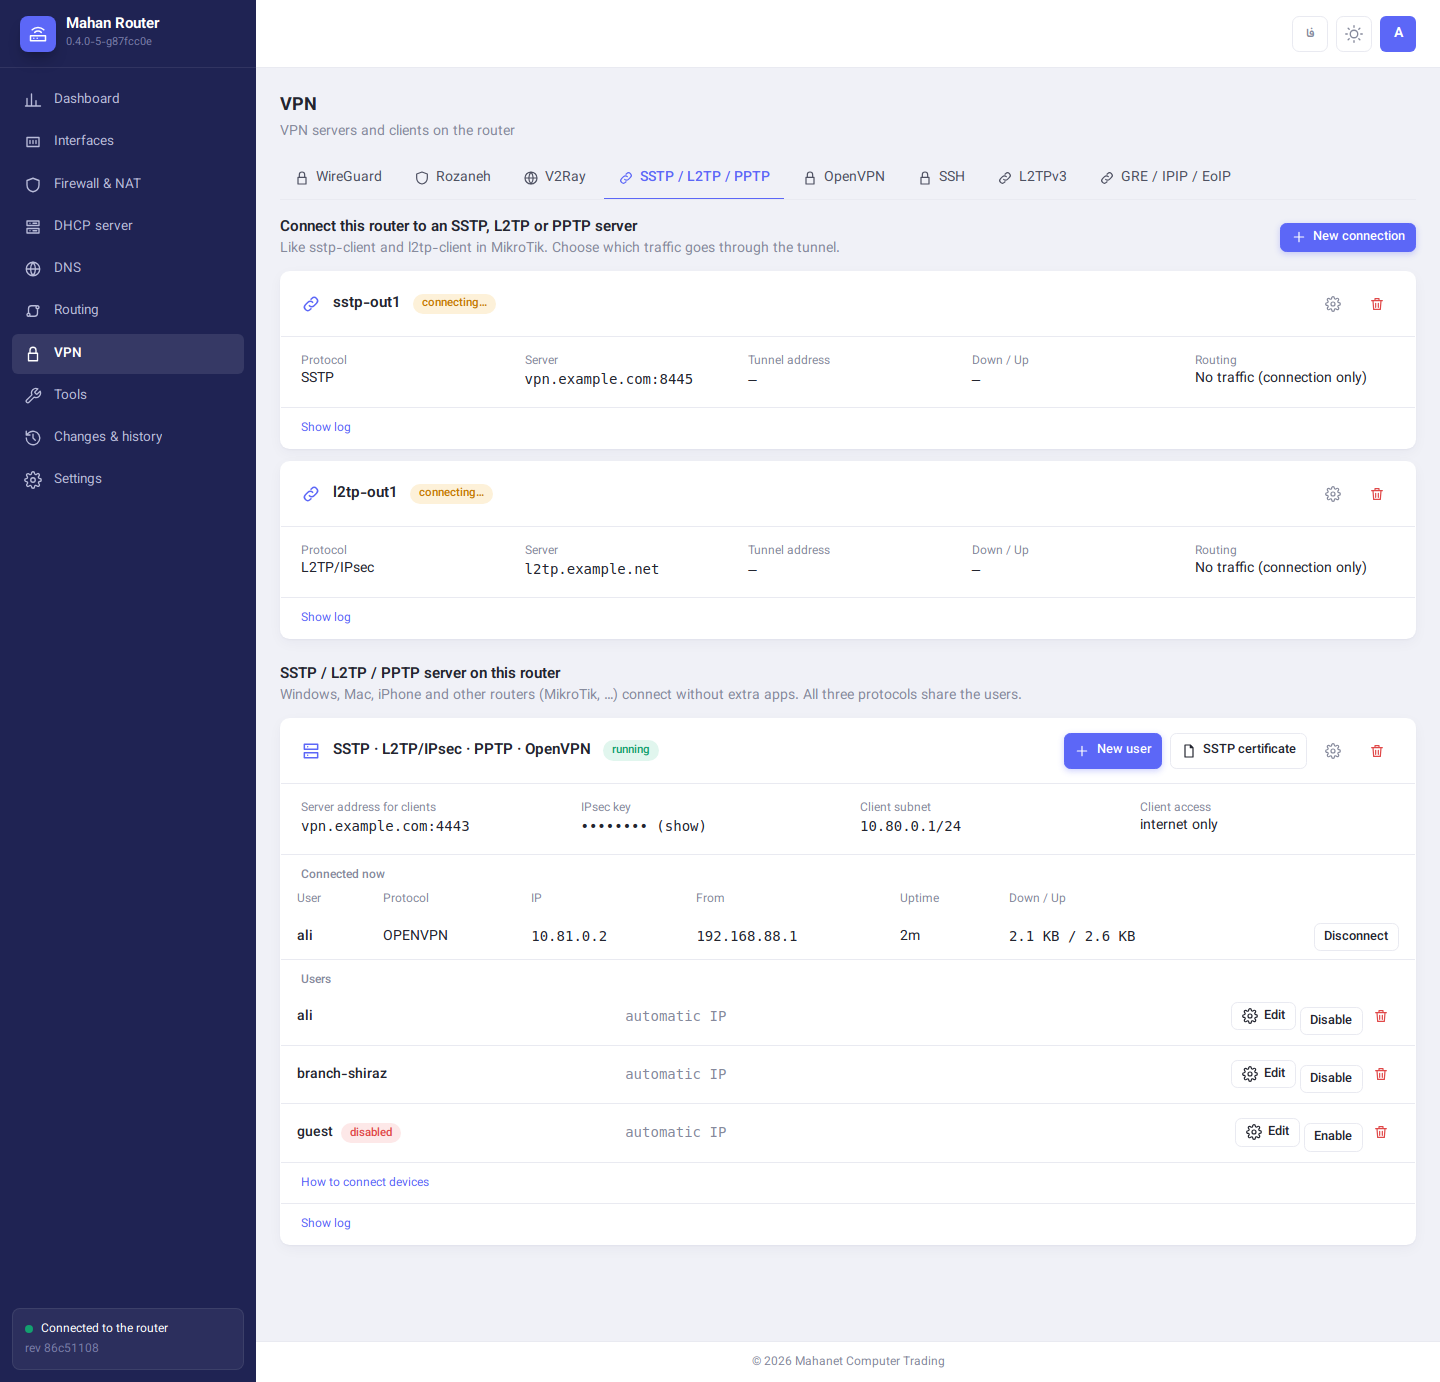 Mahan Router
0.4.0-5-g87fcc0e
فا
A
Dashboard
Interfaces
Firewall & NAT
DHCP server
DNS
Routing
VPN
Tools
Changes & history
Settings
Connected to the router
rev 86c51108
VPN
VPN servers and clients on the router
WireGuard Rozaneh V2Ray SSTP / L2TP / PPTP OpenVPN SSH L2TPv3 GRE / IPIP / EoIP
Connect this router to an SSTP, L2TP or PPTP server
Like sstp-client and l2tp-client in MikroTik. Choose which traffic goes through the tunnel.
New connection
sstp-out1 connecting…
Protocol Server Tunnel address Down / Up Routing
SSTP vpn.example.com:8445 — — No traffic (connection only)
Show log
l2tp-out1 connecting…
Protocol Server Tunnel address Down / Up Routing
L2TP/IPsec l2tp.example.net — — No traffic (connection only)
Show log
SSTP / L2TP / PPTP server on this router
Windows, Mac, iPhone and other routers (MikroTik, …) connect without extra apps. All three protocols share the users.
SSTP · L2TP/IPsec · PPTP · OpenVPN running New user SSTP certificate
Server address for clients IPsec key Client subnet Client access
vpn.example.com:4443 •••••••• (show) 10.80.0.1/24 internet only
Connected now
User Protocol IP From Uptime Down / Up
ali OPENVPN 10.81.0.2 192.168.88.1 2m 2.1 KB / 2.6 KB Disconnect
Users
ali automatic IP Edit Disable
branch-shiraz automatic IP Edit Disable
guest disabled automatic IP Edit Enable
How to connect devices
Show log
© 2026 Mahanet Computer Trading